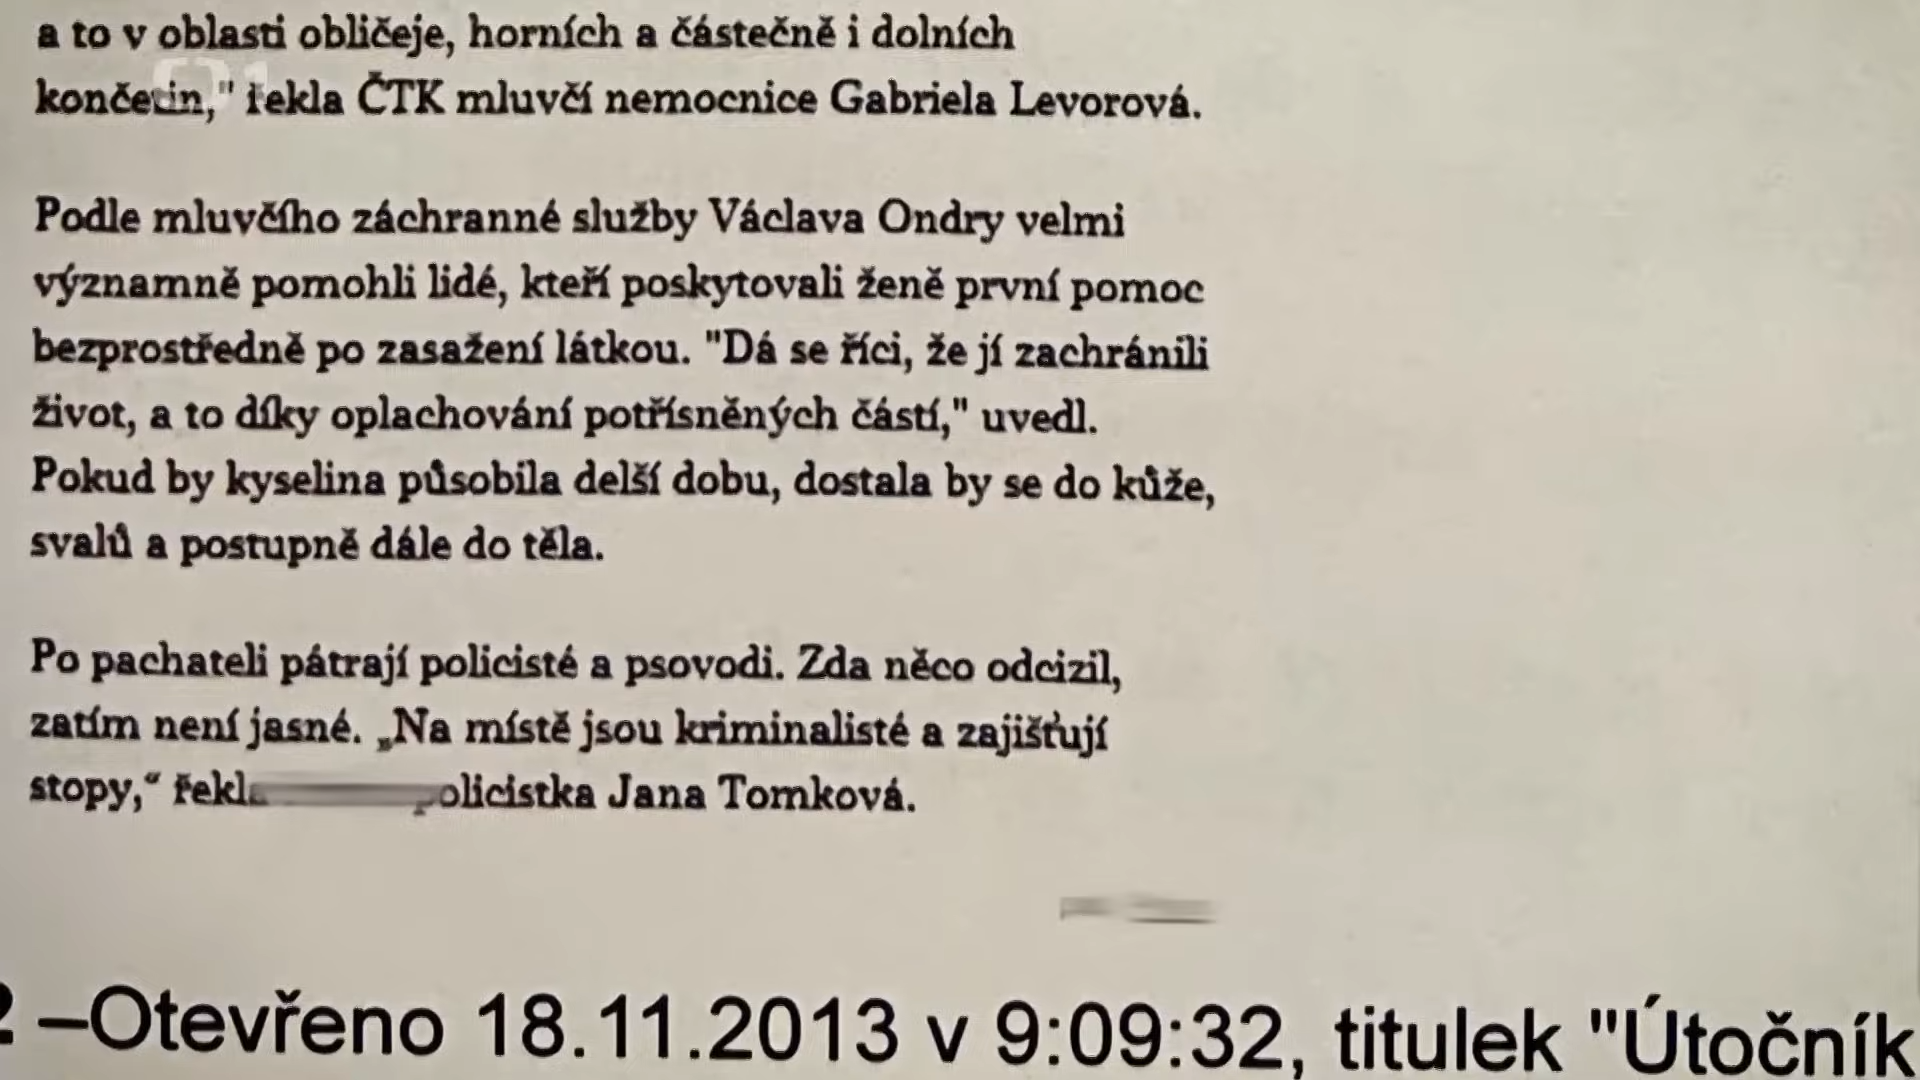 a to v oblasti obličeje, horních a částečně i dolních
končetin," řekla ČTK mluvčí nemocnice Gabriela Levorová.
Podle mluvčího záchranné služby Václava Ondry velmi
významně pomohli lidé, kteří poskytovali ženě první pomoc
bezprostředně po zasažení látkou. "Dá se říci, že jí zachránili
život, a to díky oplachování potřísněných částí," uvedl.
Pokud by kyselina působila delší dobu, dostala by se do kůže,
svalů a postupně dále do těla.
Po pachateli pátrají policisté a psovodi. Zda něco odcizil,
zatím není jasné. „Na místě jsou kriminalisté a zajišťují
stopy,“ řekla policistka Jana Tomková.
–Otevřeno 18.11.2013 v 9:09:32, titulek "Útočník